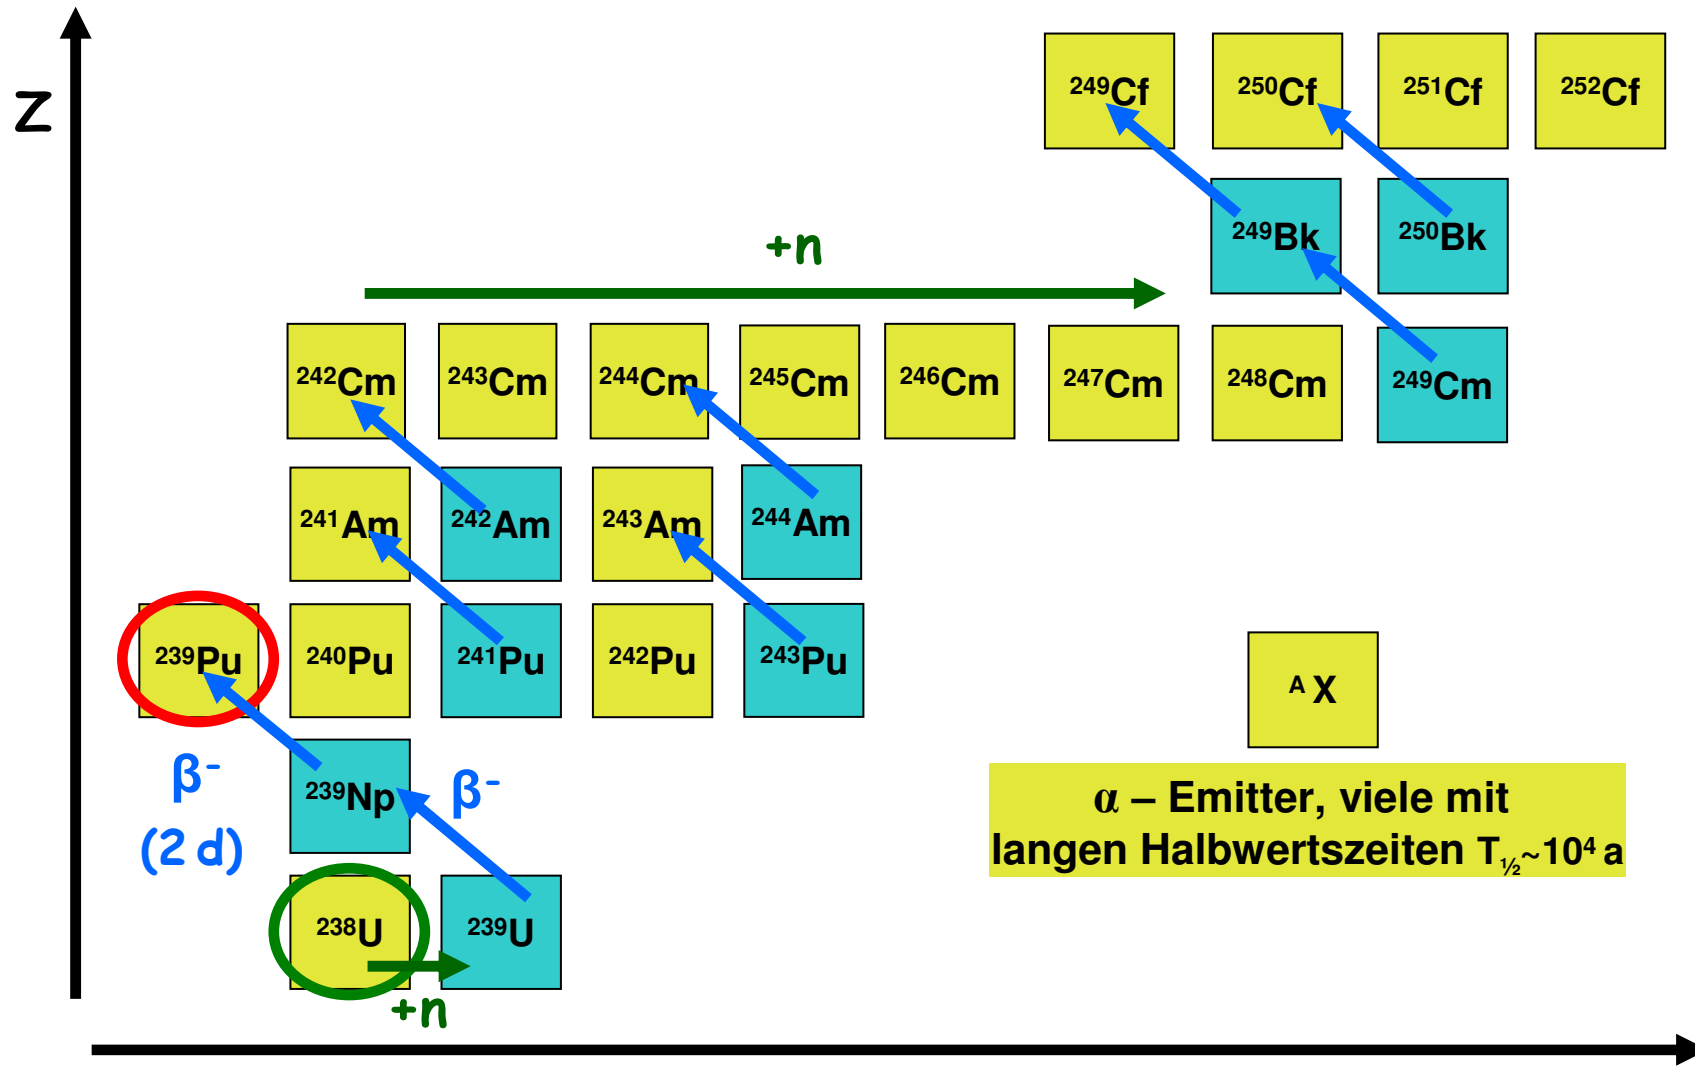 Z
²⁴⁹Cf ²⁵⁰Cf ²⁵¹Cf ²⁵²Cf
²⁴⁹Bk ²⁵⁰Bk
+n
²⁴²Cm ²⁴³Cm ²⁴⁴Cm ²⁴⁵Cm ²⁴⁶Cm ²⁴⁷Cm ²⁴⁸Cm ²⁴⁹Cm
²⁴¹Am ²⁴²Am ²⁴³Am ²⁴⁴Am
²³⁹Pu ²⁴⁰Pu ²⁴¹Pu ²⁴²Pu ²⁴³Pu
ᴬ X
β⁻
(2 d)
²³⁹Np
β⁻
α – Emitter, viele mit
langen Halbwertszeiten T½~10⁴ a
²³⁸U ²³⁹U
+n